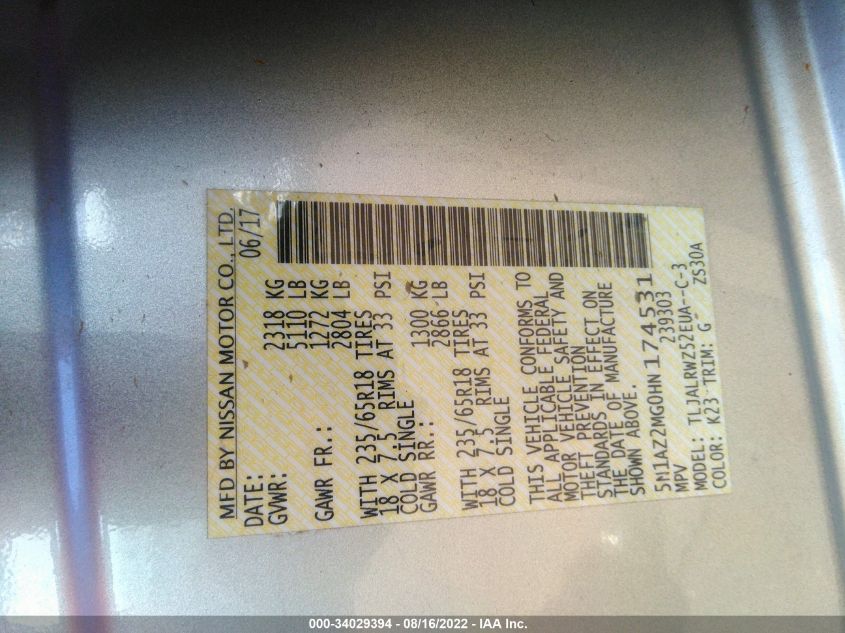 MFD BY NISSAN MOTOR CO., LTD.
DATE: 06/17
GVWR: 2318 KG
5110 LB
GAWR FR.: 1272 KG
2804 LB
WITH 235/65R18 TIRES
18 X 7.5 RIMS AT 33 PSI
COLD SINGLE
GAWR RR.: 1300 KG
2866 LB
WITH 235/65R18 TIRES
18 X 7.5 RIMS AT 33 PSI
COLD SINGLE
THIS VEHICLE CONFORMS TO
ALL APPLICABLE FEDERAL
MOTOR VEHICLE SAFETY AND
THEFT PREVENTION
STANDARDS IN EFFECT ON
THE DATE OF MANUFACTURE
SHOWN ABOVE.
5N1AZ2MG0HN174531
MPV 239303
MODEL: TLJALRWZ52EUA--C-3
COLOR: K23 TRIM: G ZS30A
000-34029394 - 08/16/2022 - IAA Inc.